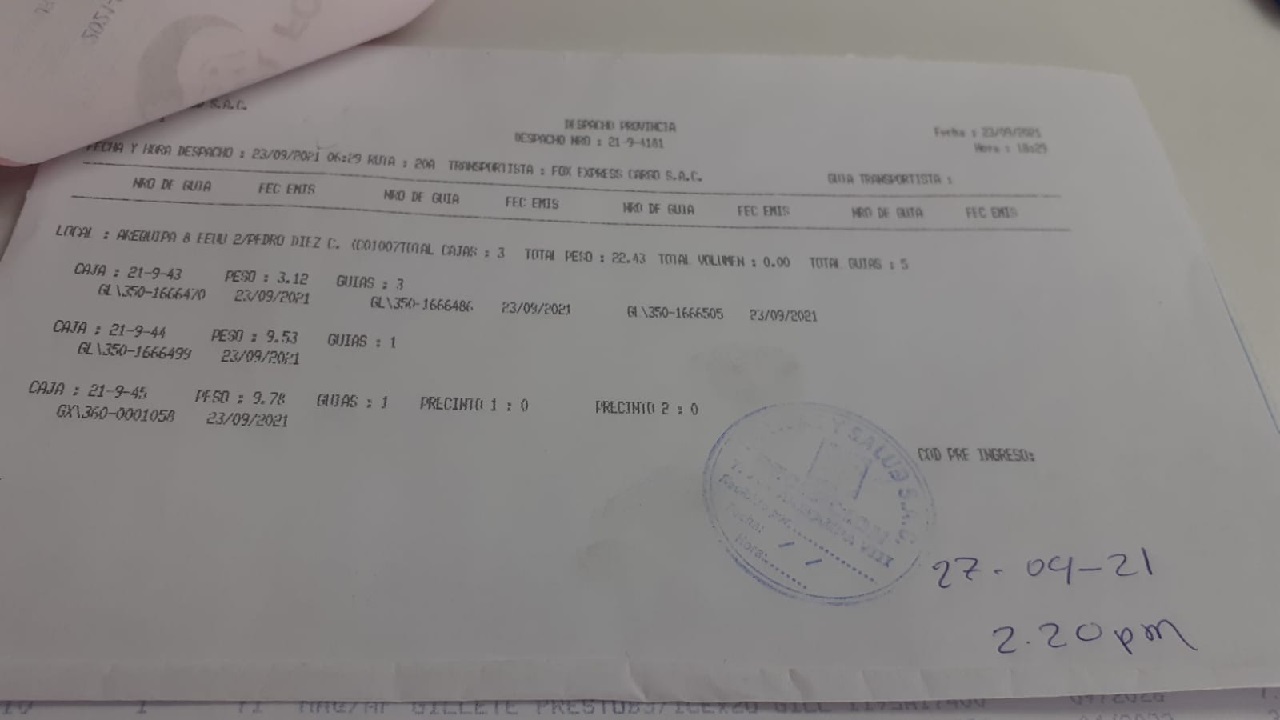 S.A.C.
DESPACHO PROVINCIA
Fecha : 23/09/2021
DESPACHO NRO : 21-9-4181
Hora : 18:29
FECHA Y HORA DESPACHO : 23/09/2021 06:29 RUTA : 20A TRANSPORTISTA : FOX EXPRESS CARGO S.A.C. GUIA TRANSPORTISTA :
NRO DE GUIA FEC EMIS NRO DE GUIA FEC EMIS NRO DE GUIA FEC EMIS NRO DE GUIA FEC EMIS
LOCAL : AREQUIPA 8 EEUU 2/PEDRO DIEZ C. (C01007TOTAL CAJAS : 3 TOTAL PESO : 22.43 TOTAL VOLUMEN : 0.00 TOTAL GUIAS : 5
CAJA : 21-9-43 PESO : 3.12 GUIAS : 3
GL\350-1666470 23/09/2021 GL\350-1666486 23/09/2021 GL\350-1666505 23/09/2021
CAJA : 21-9-44 PESO : 9.53 GUIAS : 1
GL\350-1666499 23/09/2021
CAJA : 21-9-45 PESO : 9.78 GUIAS : 1 PRECINTO 1 : 0 PRECINTO 2 : 0
GX\360-0001058 23/09/2021
COD PRE INGRESO:
Y SALUD S.A.C.
Fecha: / /
Hora:
27-09-21
2.20pm
GILLETE